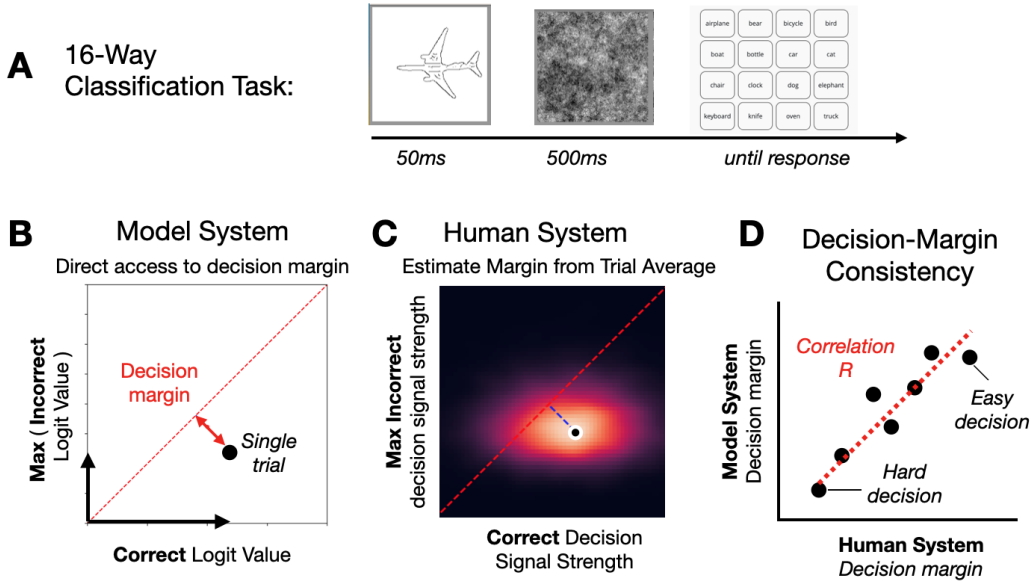 A
16-Way
Classification Task:
airplane bear bicycle bird
boat bottle car cat
chair clock dog elephant
keyboard knife oven truck
50ms
500ms
until response
B
Model System
Direct access to decision margin
Max ( Incorrect
Logit Value )
Decision
margin
Single
trial
Correct Logit Value
C
Human System
Estimate Margin from Trial Average
Max Incorrect
decision signal strength
Correct Decision
Signal Strength
D
Decision-Margin
Consistency
Model System
Decision margin
Correlation
R
Easy
decision
Hard
decision
Human System
Decision margin